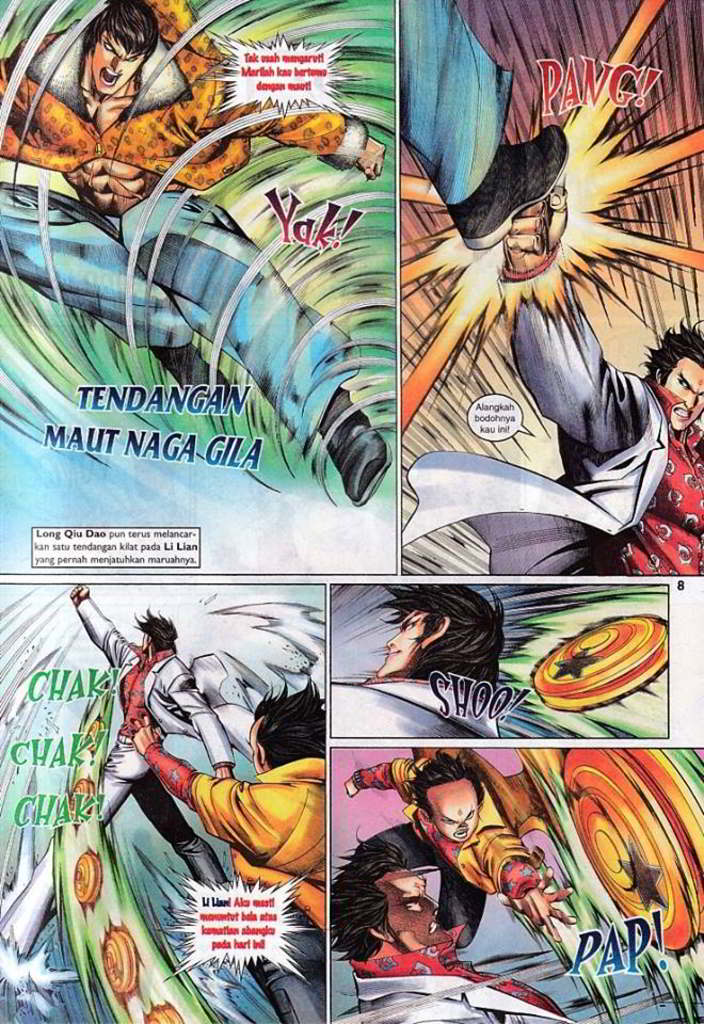 Tak usah mengarut!
Marilah kau bertemu
dengan maut!
Yak!
TENDANGAN
MAUT NAGA GILA
Long Qiu Dao pun terus melancar-
kan satu tendangan kilat pada Li Lian
yang pernah menjatuhkan maruahnya.
PANG!
Alangkah
bodohnya
kau ini!
8
CHAK!
CHAK!
CHAK!
Li Lian! Aku mesti
menuntut bela atas
kematian abangku
pada hari ini!
SHOO!
PAP!